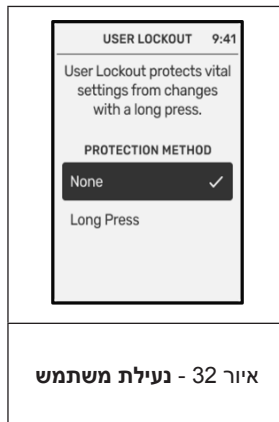 USER LOCKOUT 9:41
User Lockout protects vital
settings from changes
with a long press.
PROTECTION METHOD
None ✓
Long Press
איור 32 - נעילת משתמש